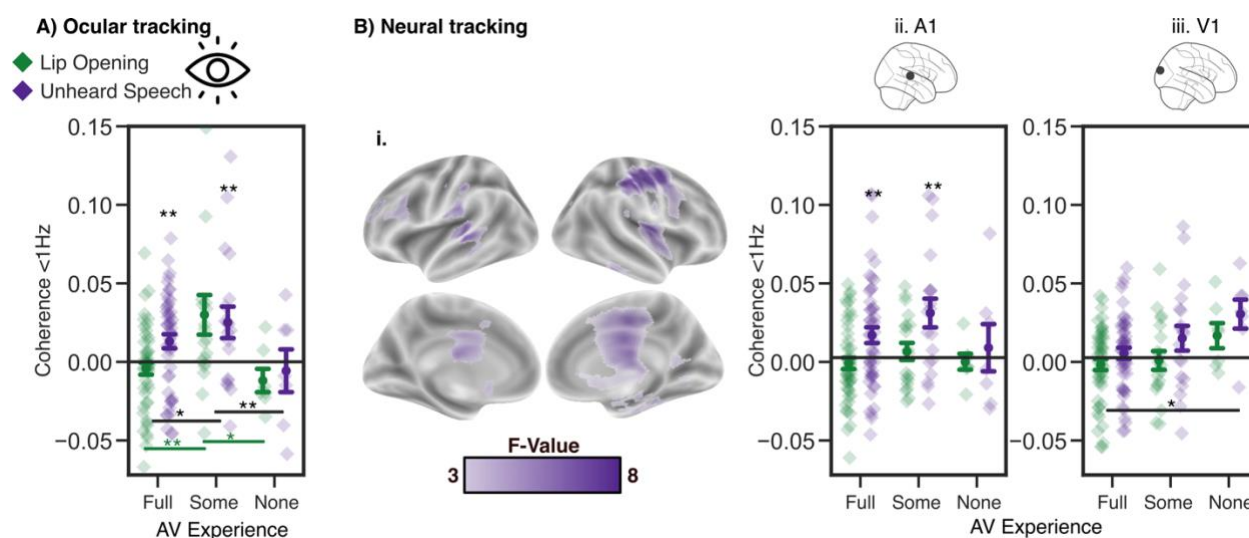 A) Ocular tracking
Lip Opening
Unheard Speech
Coherence <1Hz
0.15
0.10
0.05
0.00
−0.05
**
**
*
**
**
*
Full Some None
AV Experience
B) Neural tracking
i.
F-Value
3 8
ii. A1
Coherence <1Hz
0.15
0.10
0.05
0.00
−0.05
**
**
Full Some None
iii. V1
0.15
0.10
0.05
0.00
−0.05
*
Full Some None
AV Experience